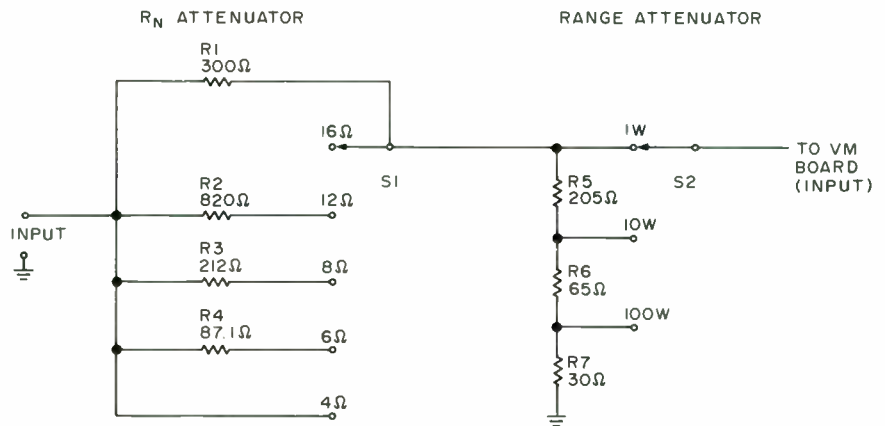 R_N ATTENUATOR
RANGE ATTENUATOR
R1
300Ω
16Ω
S1
1W
S2
TO VM
BOARD
(INPUT)
R2
820Ω
12Ω
R5
205Ω
INPUT
R3
212Ω
8Ω
10W
R6
65Ω
R4
87.1Ω
6Ω
100W
R7
30Ω
4Ω